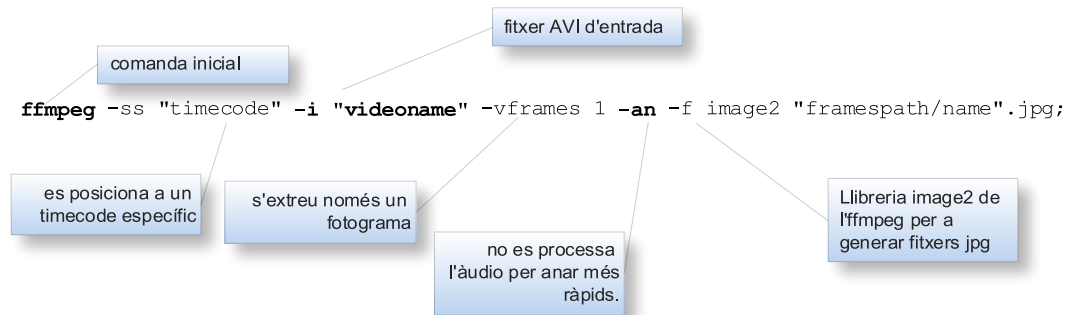 fitxer AVI d'entrada
comanda inicial
ffmpeg -ss "timecode" -i "videoname" -vframes 1 -an -f image2 "framespath/name".jpg;
es posiciona a un
timecode específic
s'extreu només un
fotograma
no es processa
l'àudio per anar més
ràpids.
Llibreria image2 de
l'ffmpeg per a
generar fitxers jpg